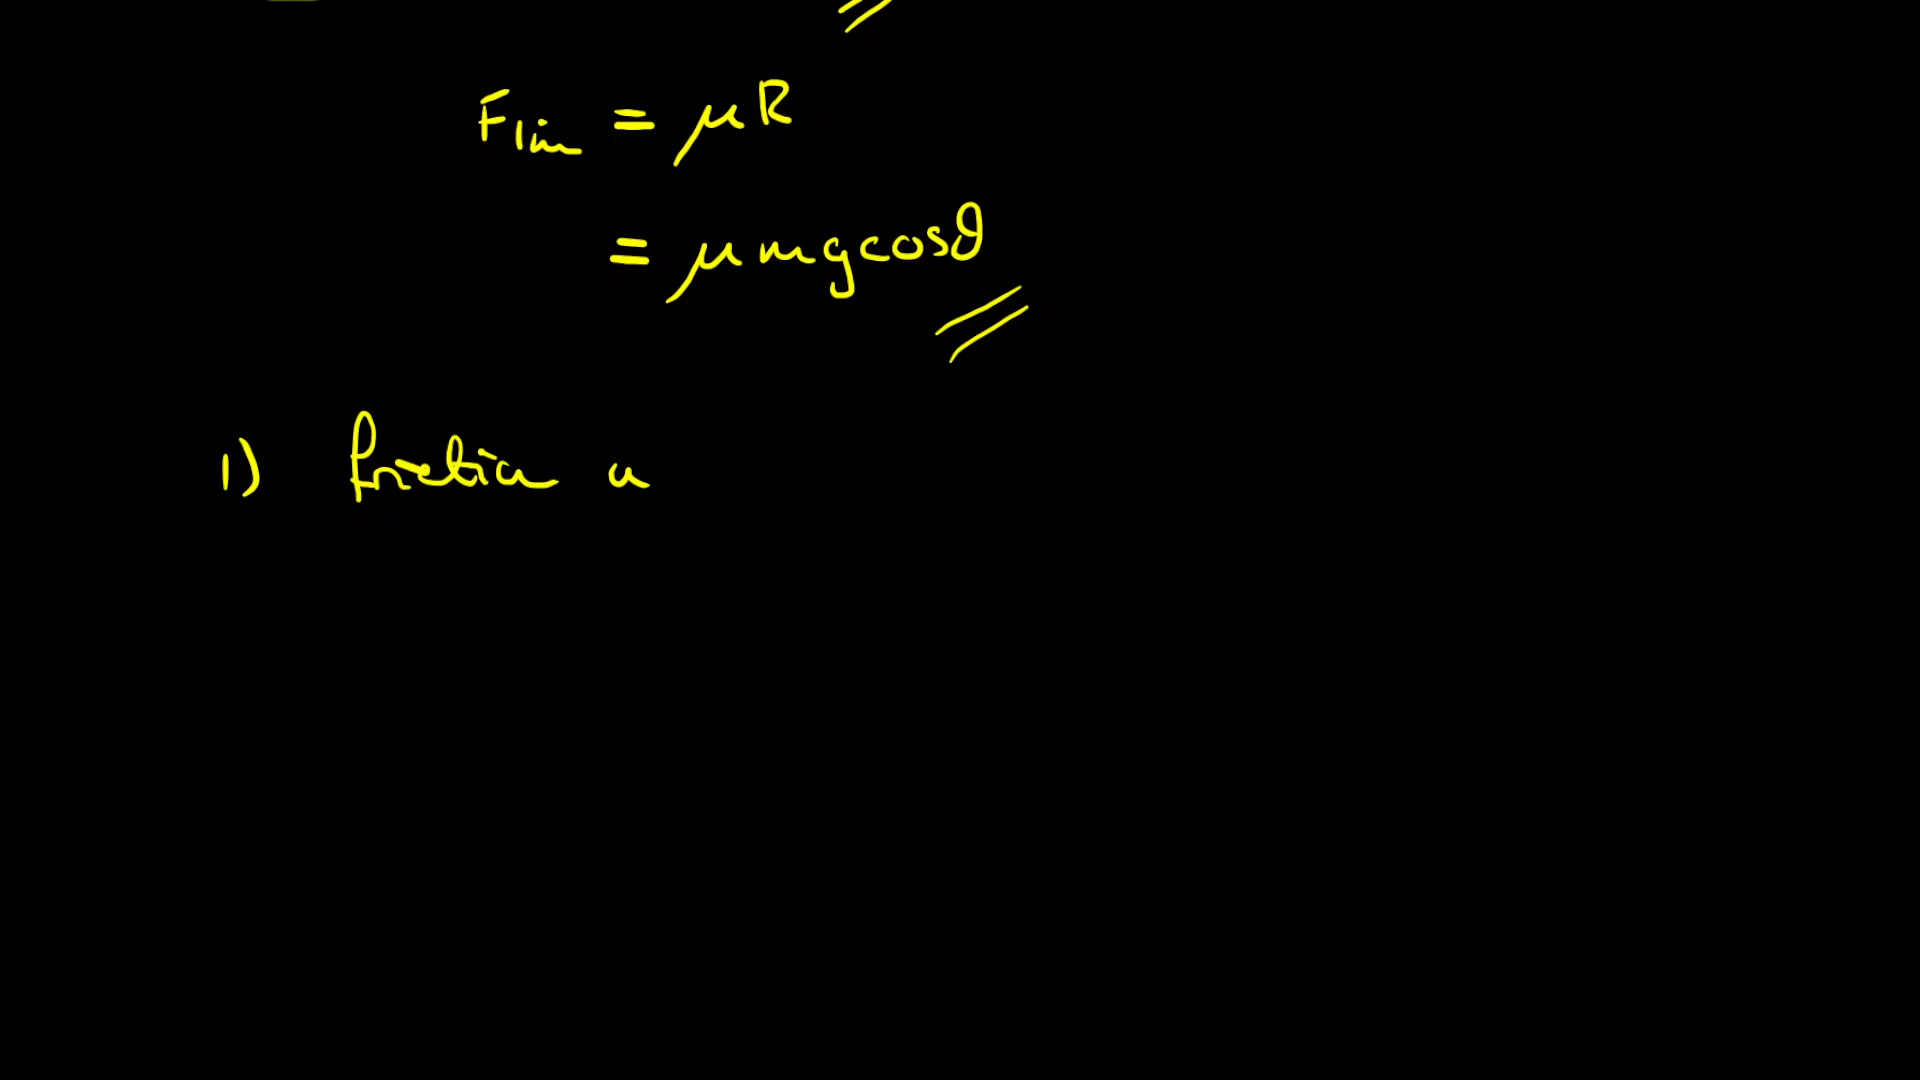 F_lim = μR
= μmgcosθ
1) friction a